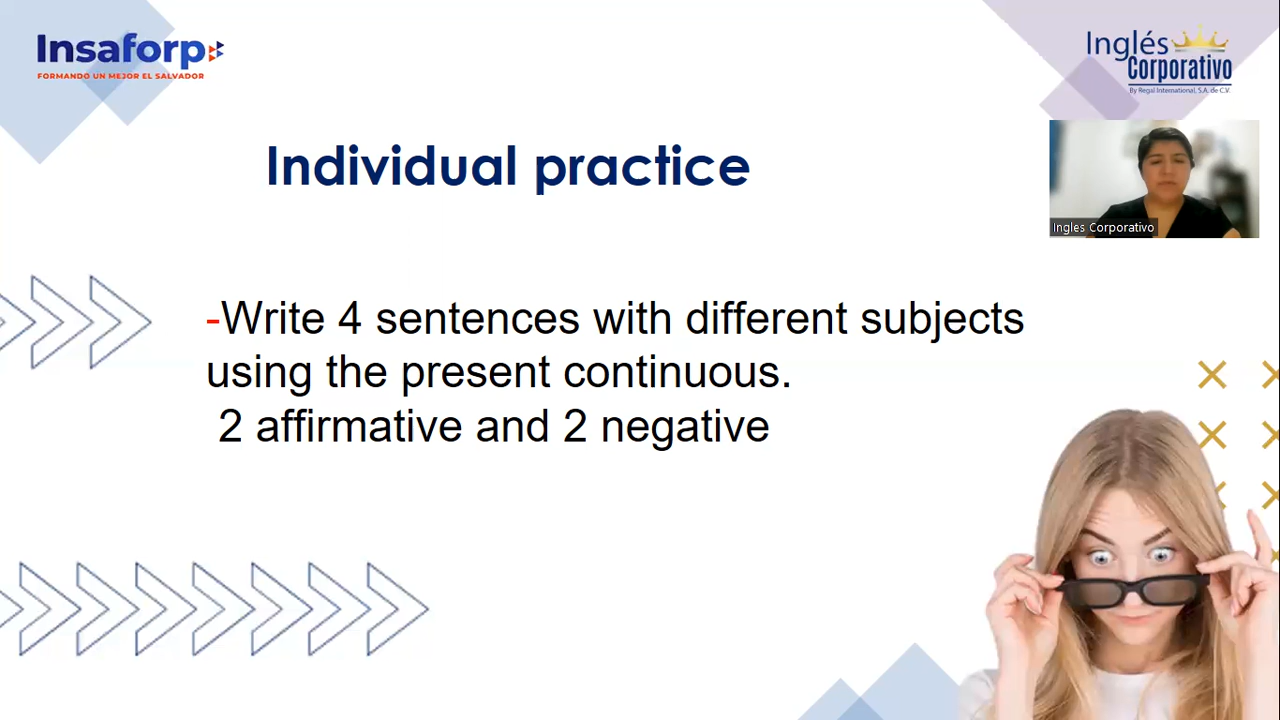 Insaforp
FORMANDO UN MEJOR EL SALVADOR
Inglés
Corporativo
By Regal International, S.A. de C.V.
Individual practice
Ingles Corporativo
-Write 4 sentences with different subjects
using the present continuous.
2 affirmative and 2 negative